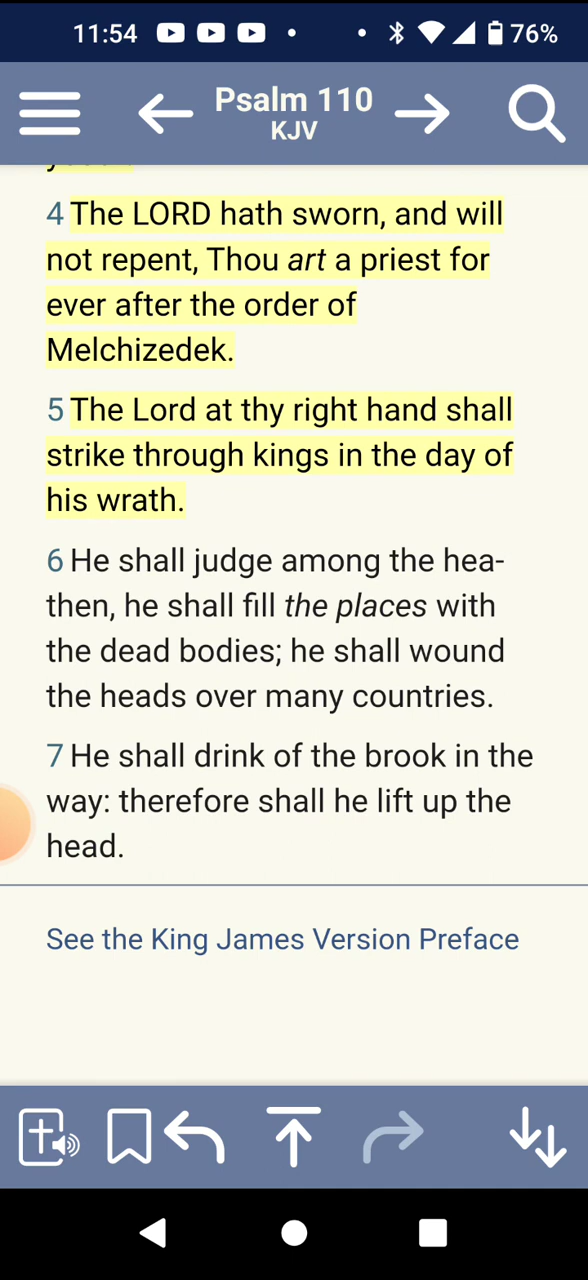 11:54
76%
Psalm 110
KJV
4 The LORD hath sworn, and will
not repent, Thou art a priest for
ever after the order of
Melchizedek.
5 The Lord at thy right hand shall
strike through kings in the day of
his wrath.
6 He shall judge among the hea-
then, he shall fill the places with
the dead bodies; he shall wound
the heads over many countries.
7 He shall drink of the brook in the
way: therefore shall he lift up the
head.
See the King James Version Preface